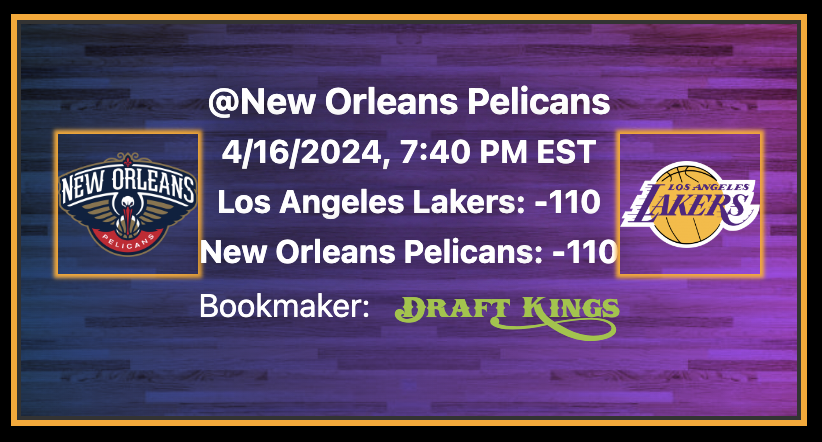 @New Orleans Pelicans
4/16/2024, 7:40 PM EST
Los Angeles Lakers: -110
New Orleans Pelicans: -110
Bookmaker: DRAFT KINGS
NEW ORLEANS
PELICANS
LOS ANGELES
LAKERS